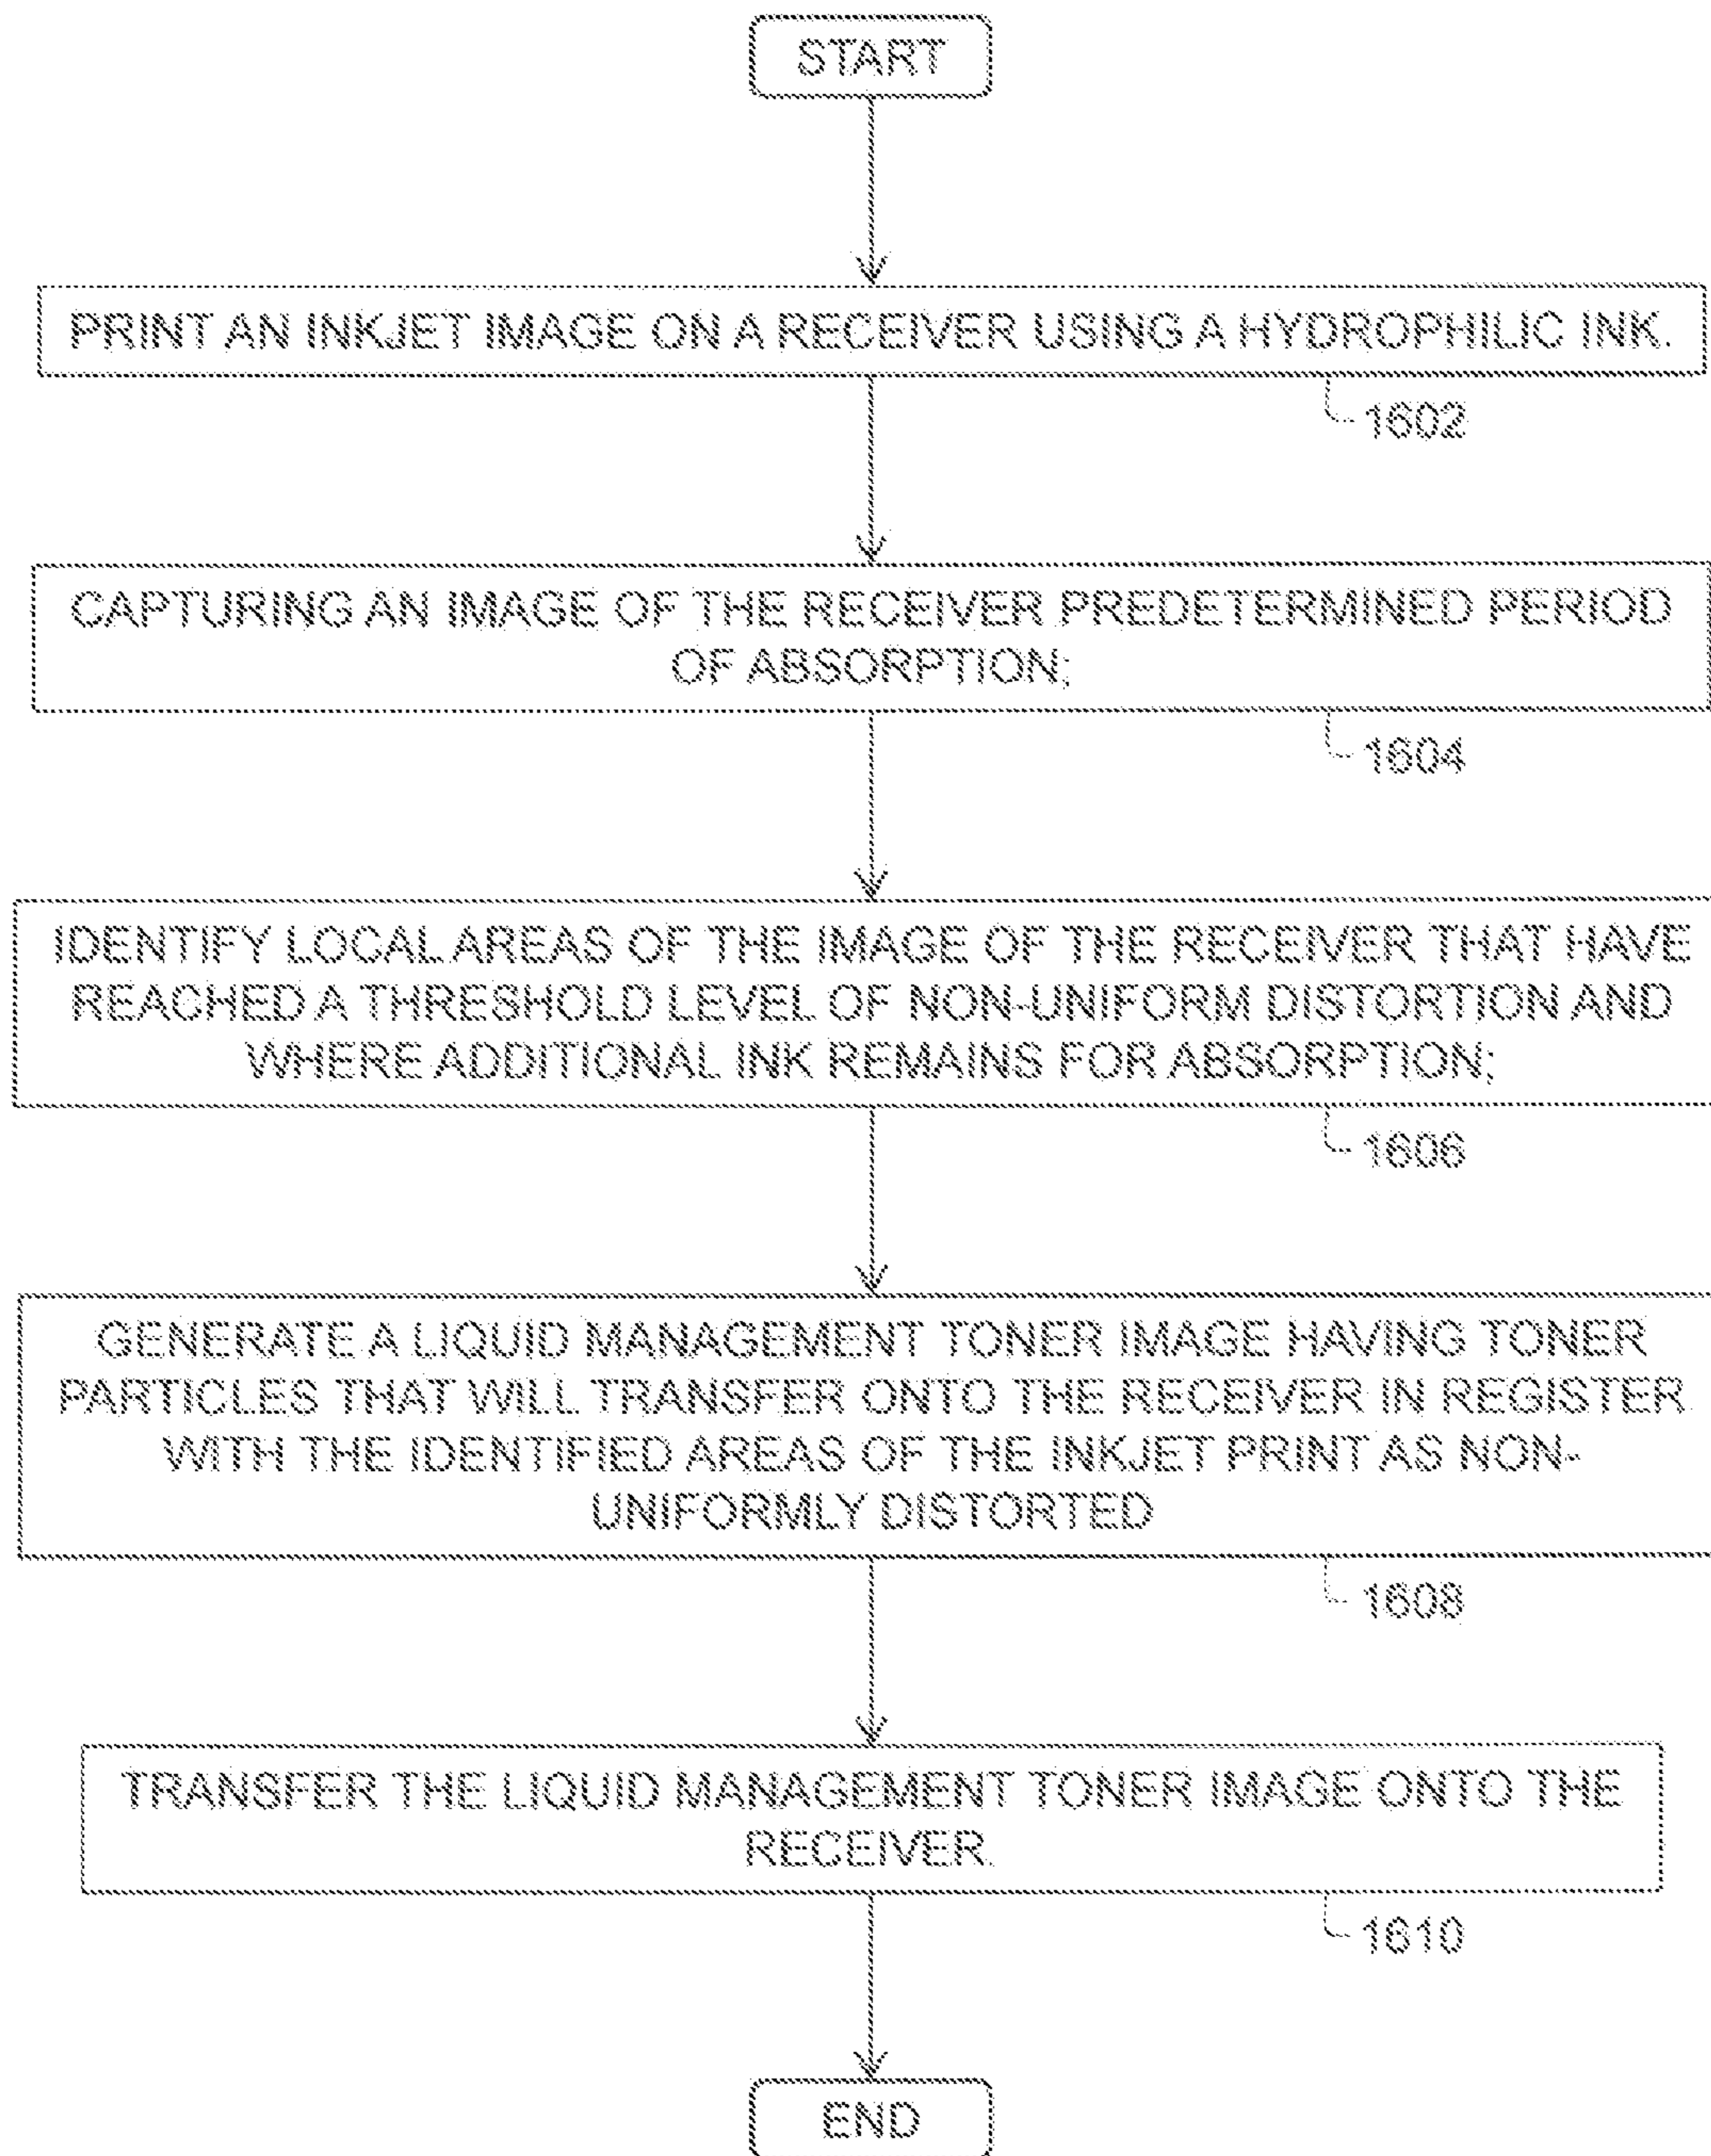 START
PRINT AN INKJET IMAGE ON A RECEIVER USING A HYDROPHILIC INK.
1602
CAPTURING AN IMAGE OF THE RECEIVER PREDETERMINED PERIOD
OF ABSORPTION;
1604
IDENTIFY LOCAL AREAS OF THE IMAGE OF THE RECEIVER THAT HAVE
REACHED A THRESHOLD LEVEL OF NON-UNIFORM DISTORTION AND
WHERE ADDITIONAL INK REMAINS FOR ABSORPTION;
1606
GENERATE A LIQUID MANAGEMENT TONER IMAGE HAVING TONER
PARTICLES THAT WILL TRANSFER ONTO THE RECEIVER IN REGISTER
WITH THE IDENTIFIED AREAS OF THE INKJET PRINT AS NON-
UNIFORMLY DISTORTED
1608
TRANSFER THE LIQUID MANAGEMENT TONER IMAGE ONTO THE
RECEIVER.
1610
END